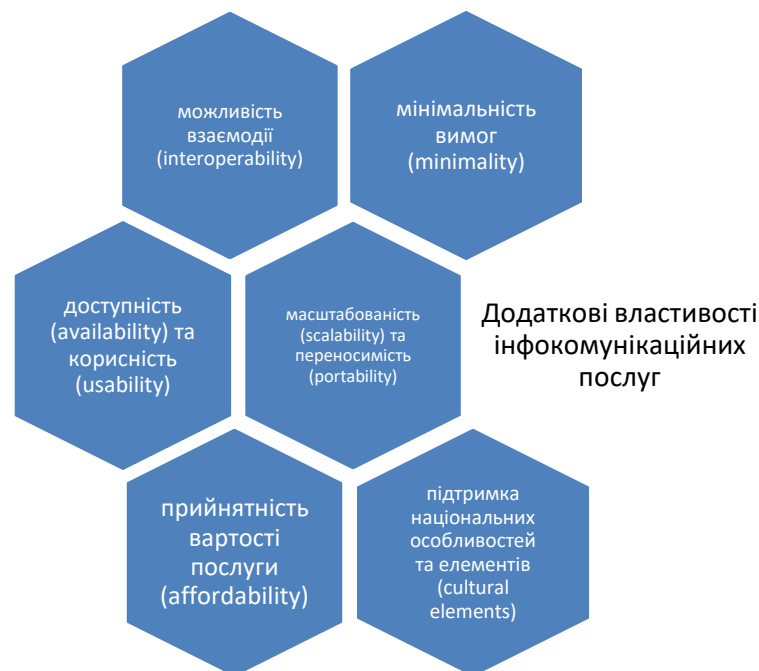 можливість
взаємодії
(interoperability)
мінімальність
вимог
(minimality)
доступність
(availability) та
корисність
(usability)
масштабованість
(scalability) та
переносимість
(portability)
Додаткові властивості
інфокомунікаційних
послуг
прийнятність
вартості
послуги
(affordability)
підтримка
національних
особливостей
та елементів
(cultural
elements)